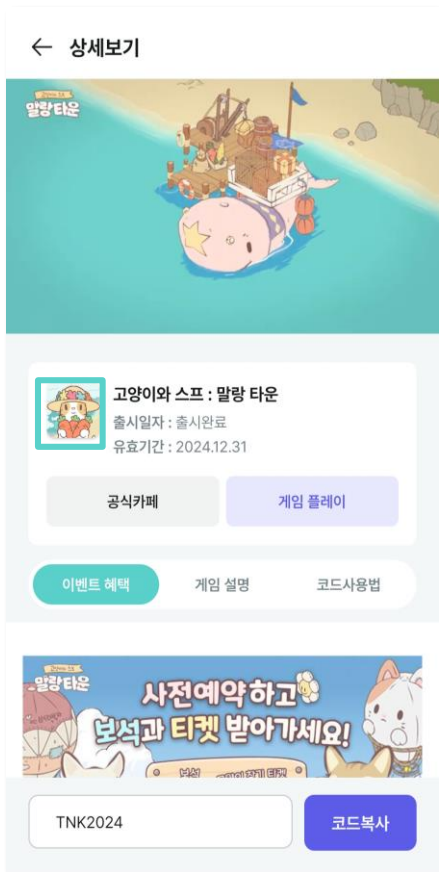 ← 상세보기
말랑타운
고양이와 스프 : 말랑 타운
출시일자 : 출시완료
유효기간 : 2024.12.31
공식카페 게임 플레이
이벤트 혜택 게임 설명 코드사용법
말랑타운
사전예약하고
보석과 티켓 받아가세요!
TNK2024 코드복사